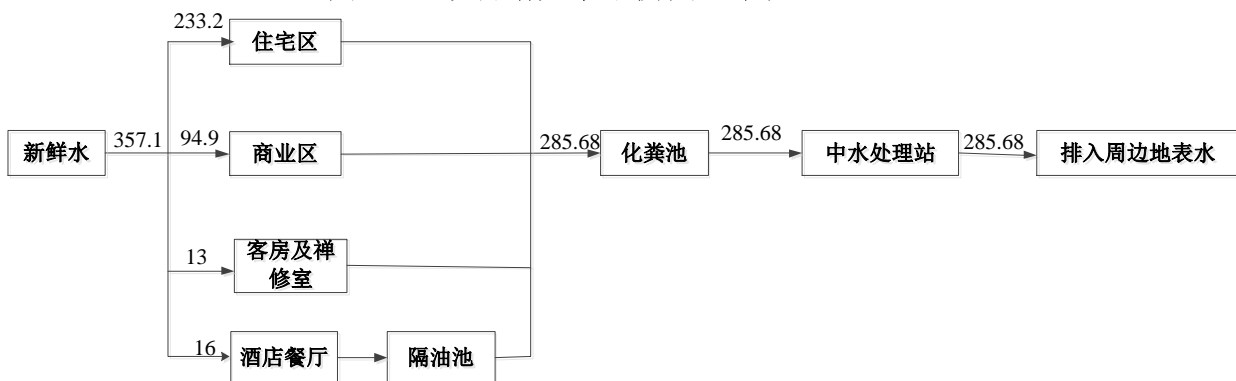 233.2
住宅区
新鲜水
357.1
94.9
商业区
285.68
化粪池
285.68
中水处理站
285.68
排入周边地表水
13
客房及禅
修室
16
酒店餐厅
隔油池